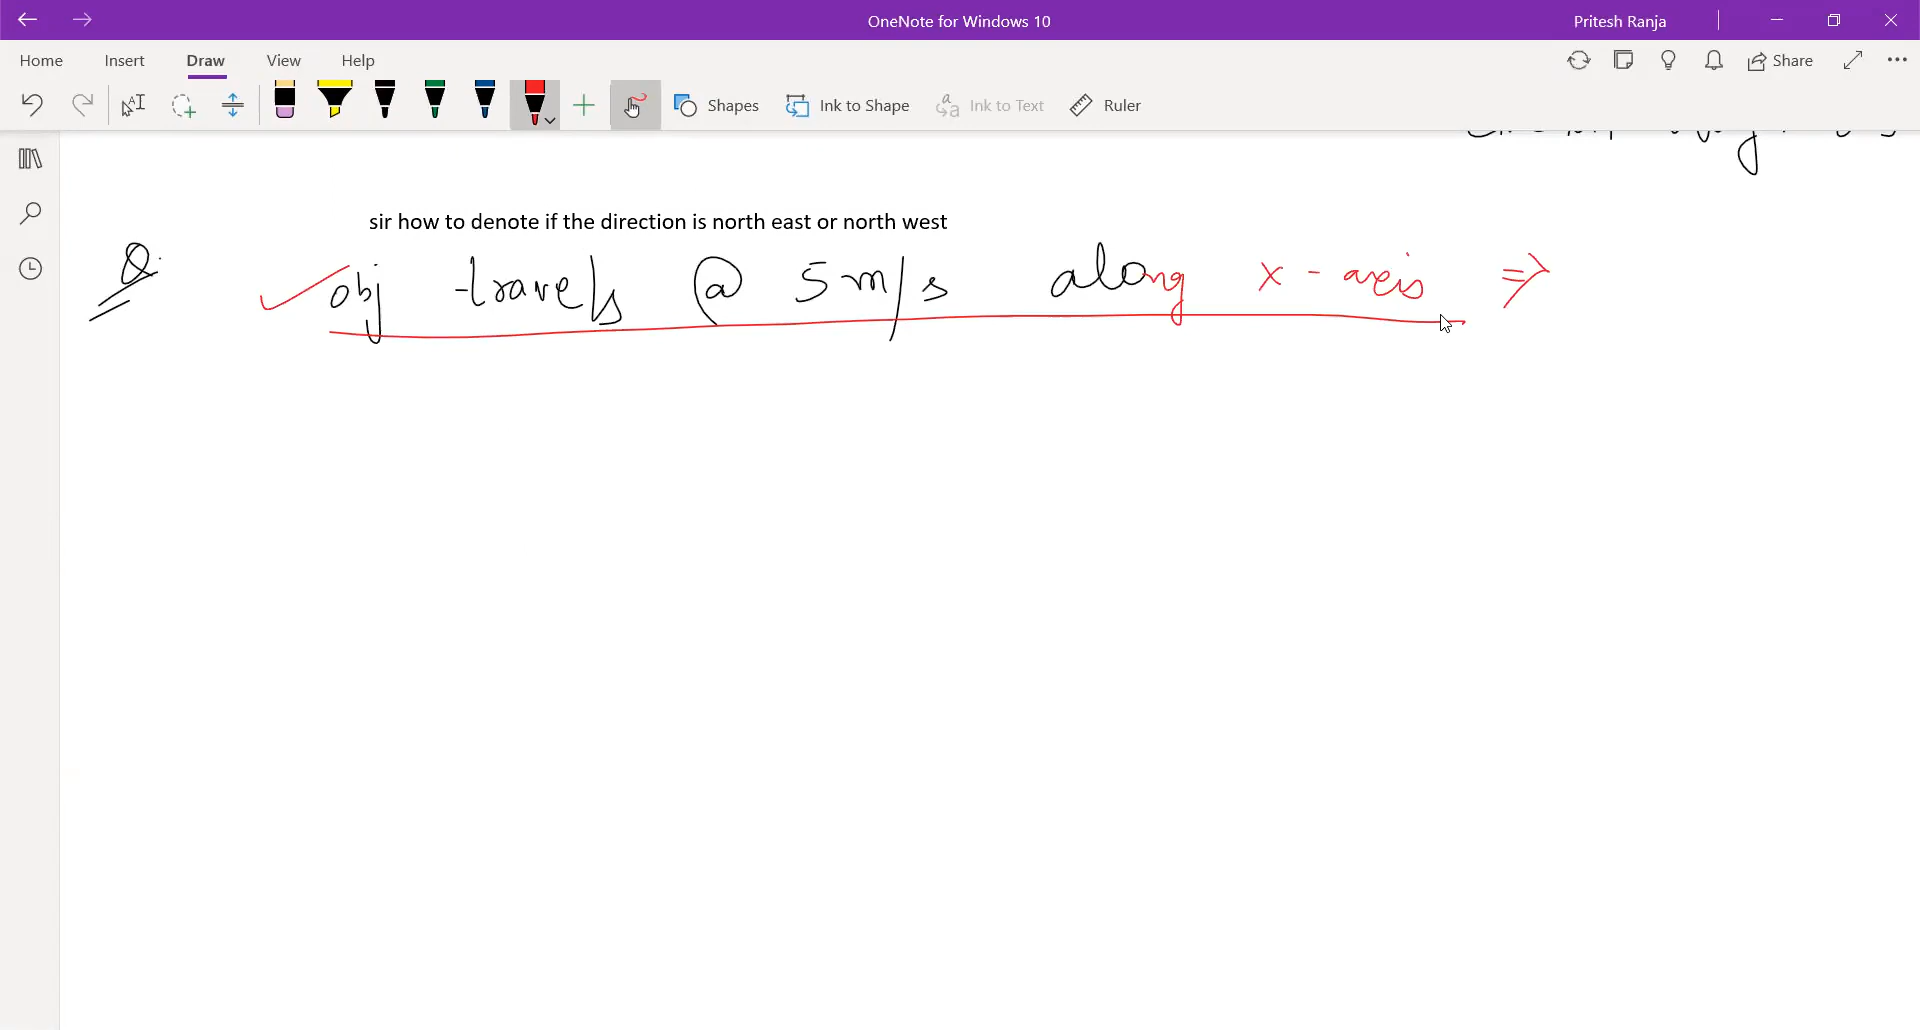 OneNote for Windows 10
Pritesh Ranja
Home Insert Draw View Help
Share
Shapes Ink to Shape Ink to Text Ruler
sir how to denote if the direction is north east or north west
Q. obj travels @ 5 m/s along x-axis ⇒